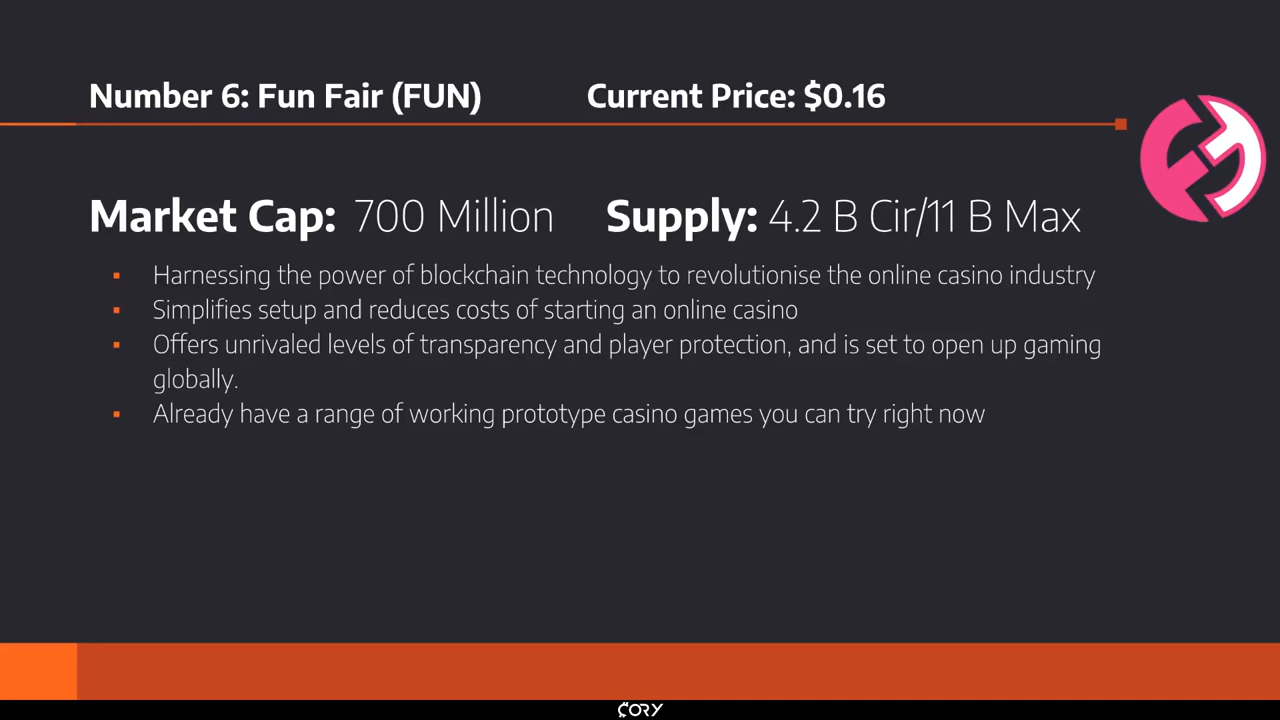 Number 6: Fun Fair (FUN) Current Price: $0.16
Market Cap: 700 Million Supply: 4.2 B Cir/11 B Max
Harnessing the power of blockchain technology to revolutionise the online casino industry
Simplifies setup and reduces costs of starting an online casino
Offers unrivaled levels of transparency and player protection, and is set to open up gaming
globally.
Already have a range of working prototype casino games you can try right now
CORY